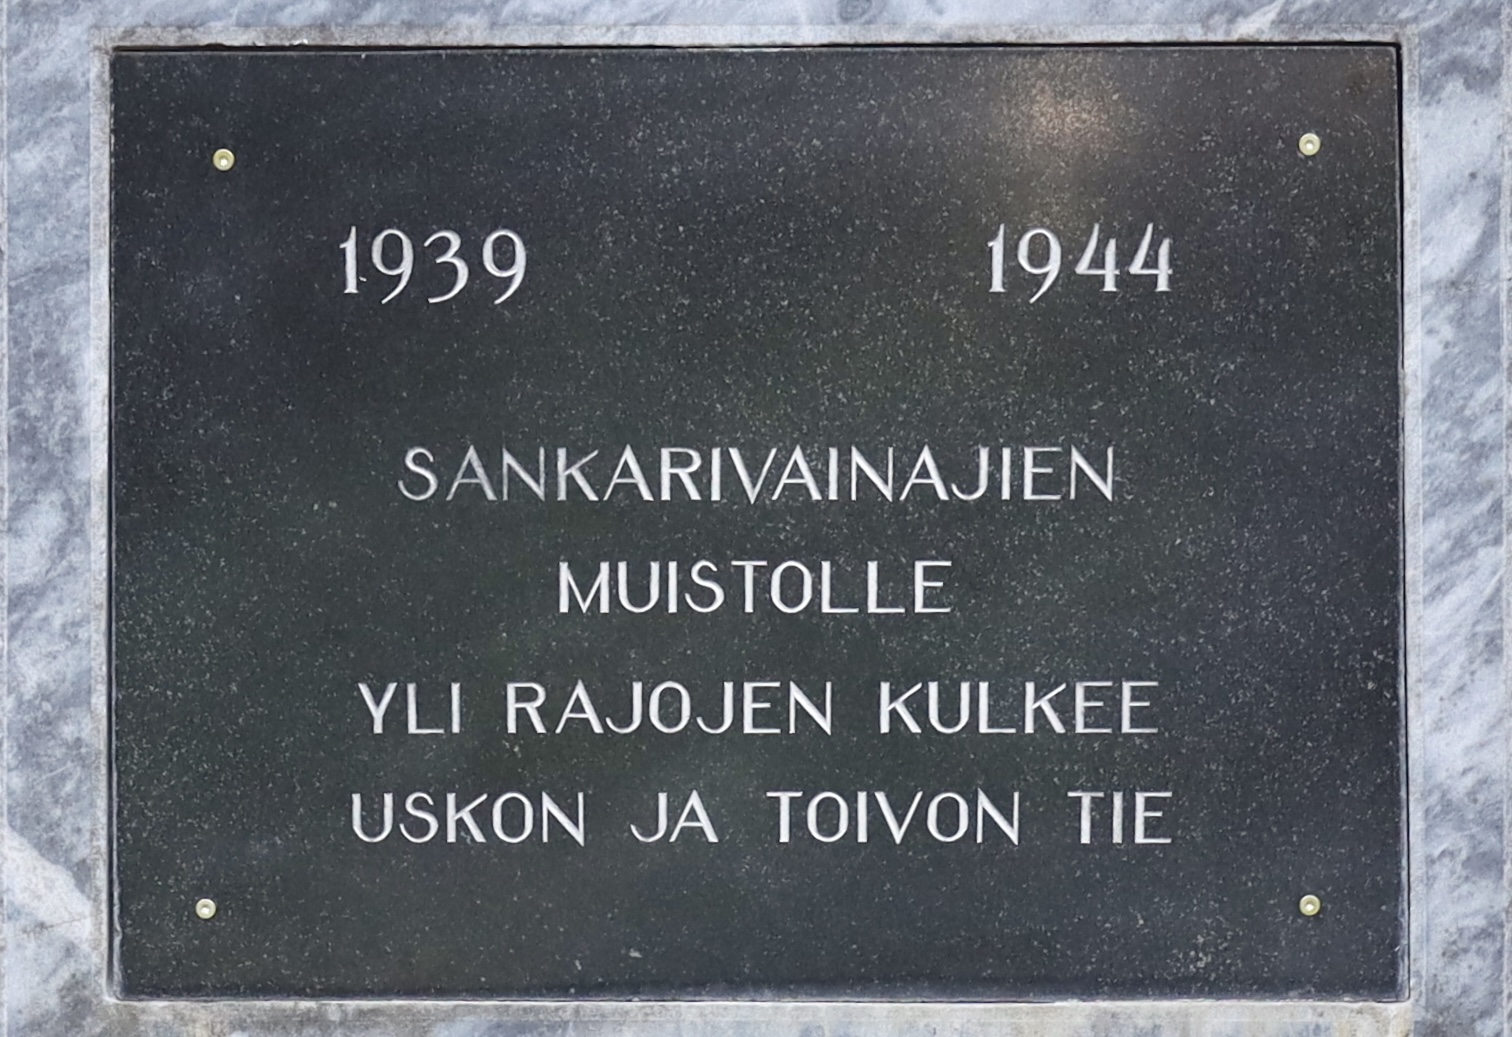 1939 1944
SANKARIVAINAJIEN
MUISTOLLE
YLI RAJOJEN KULKEE
USKON JA TOIVON TIE